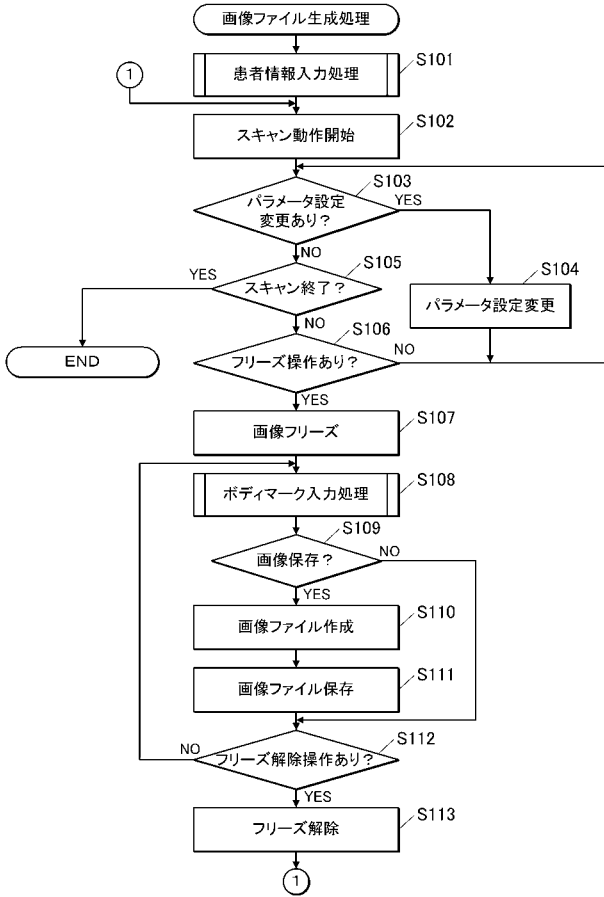 画像ファイル生成処理
患者情報入力処理
S101
1
スキャン動作開始
S102
パラメータ設定
変更あり?
S103
YES
NO
スキャン終了?
S105
YES
NO
パラメータ設定変更
S104
END
フリーズ操作あり?
S106
NO
YES
画像フリーズ
S107
ボディマーク入力処理
S108
画像保存?
S109
NO
YES
画像ファイル作成
S110
画像ファイル保存
S111
フリーズ解除操作あり?
S112
NO
YES
フリーズ解除
S113
1